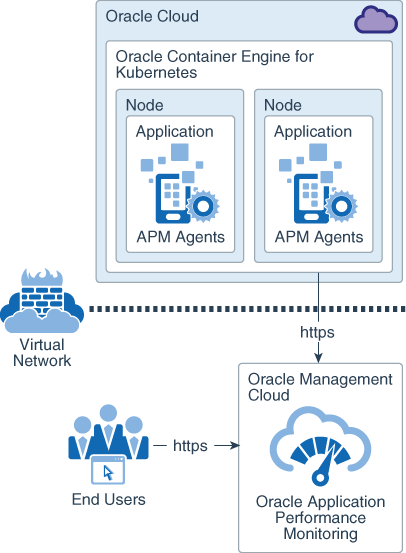 Oracle Cloud
Oracle Container Engine for
Kubernetes
Node
Application
APM Agents
Node
Application
APM Agents
Virtual
Network
https
End Users
https
Oracle Management
Cloud
Oracle Application
Performance
Monitoring